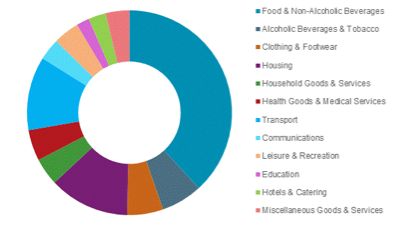 Food & Non-Alcoholic Beverages
Alcoholic Beverages & Tobacco
Clothing & Footwear
Housing
Household Goods & Services
Health Goods & Medical Services
Transport
Communications
Leisure & Recreation
Education
Hotels & Catering
Miscellaneous Goods & Services